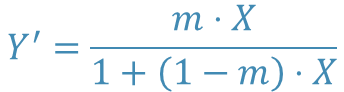 Y′ = m · X / 1 + (1 − m) · X